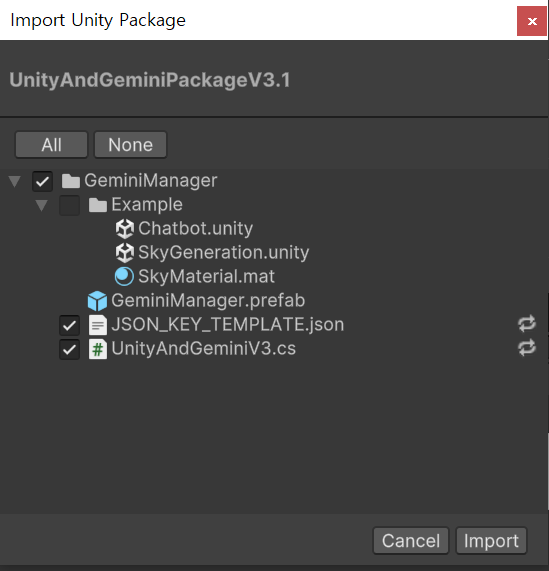 Import Unity Package
x
UnityAndGeminiPackageV3.1
All None
GeminiManager
Example
Chatbot.unity
SkyGeneration.unity
SkyMaterial.mat
GeminiManager.prefab
JSON_KEY_TEMPLATE.json
# UnityAndGeminiV3.cs
Cancel Import